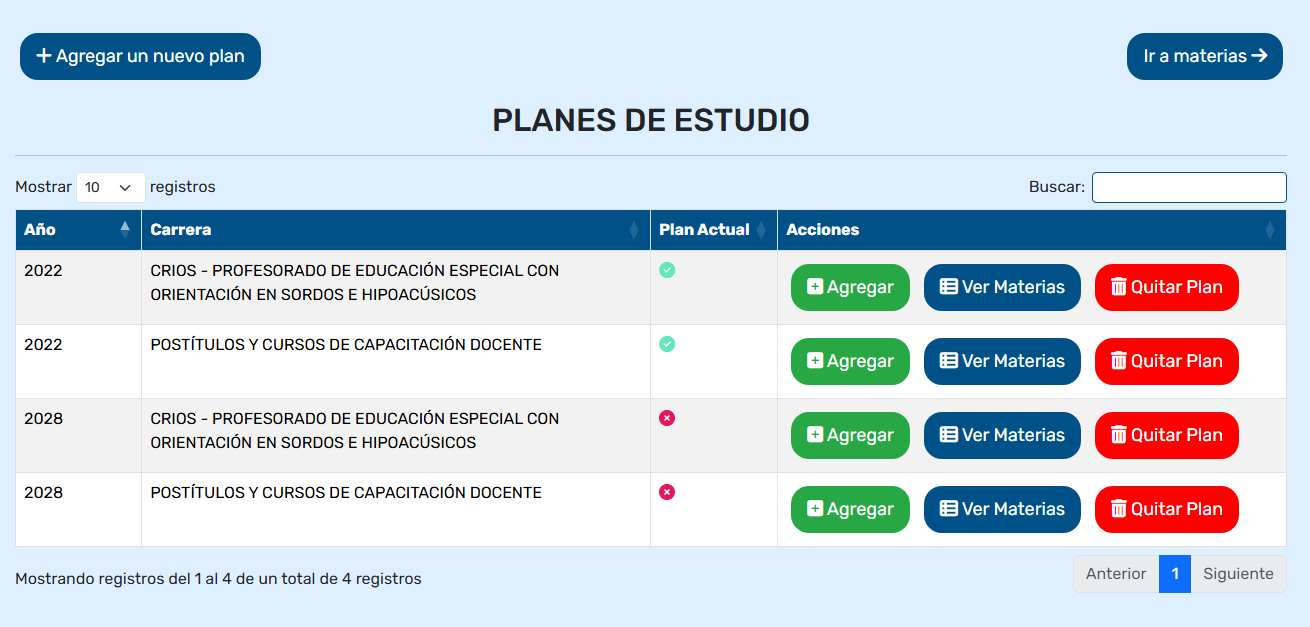 Agregar un nuevo plan
Ir a materias
PLANES DE ESTUDIO
Mostrar 10 registros
Buscar:
Año Carrera Plan Actual Acciones
2022 CRIOS - PROFESORADO DE EDUCACIÓN ESPECIAL CON
ORIENTACIÓN EN SORDOS E HIPOACÚSICOS
Agregar Ver Materias Quitar Plan
2022 POSTÍTULOS Y CURSOS DE CAPACITACIÓN DOCENTE
Agregar Ver Materias Quitar Plan
2028 CRIOS - PROFESORADO DE EDUCACIÓN ESPECIAL CON
ORIENTACIÓN EN SORDOS E HIPOACÚSICOS
Agregar Ver Materias Quitar Plan
2028 POSTÍTULOS Y CURSOS DE CAPACITACIÓN DOCENTE
Agregar Ver Materias Quitar Plan
Mostrando registros del 1 al 4 de un total de 4 registros
Anterior 1 Siguiente